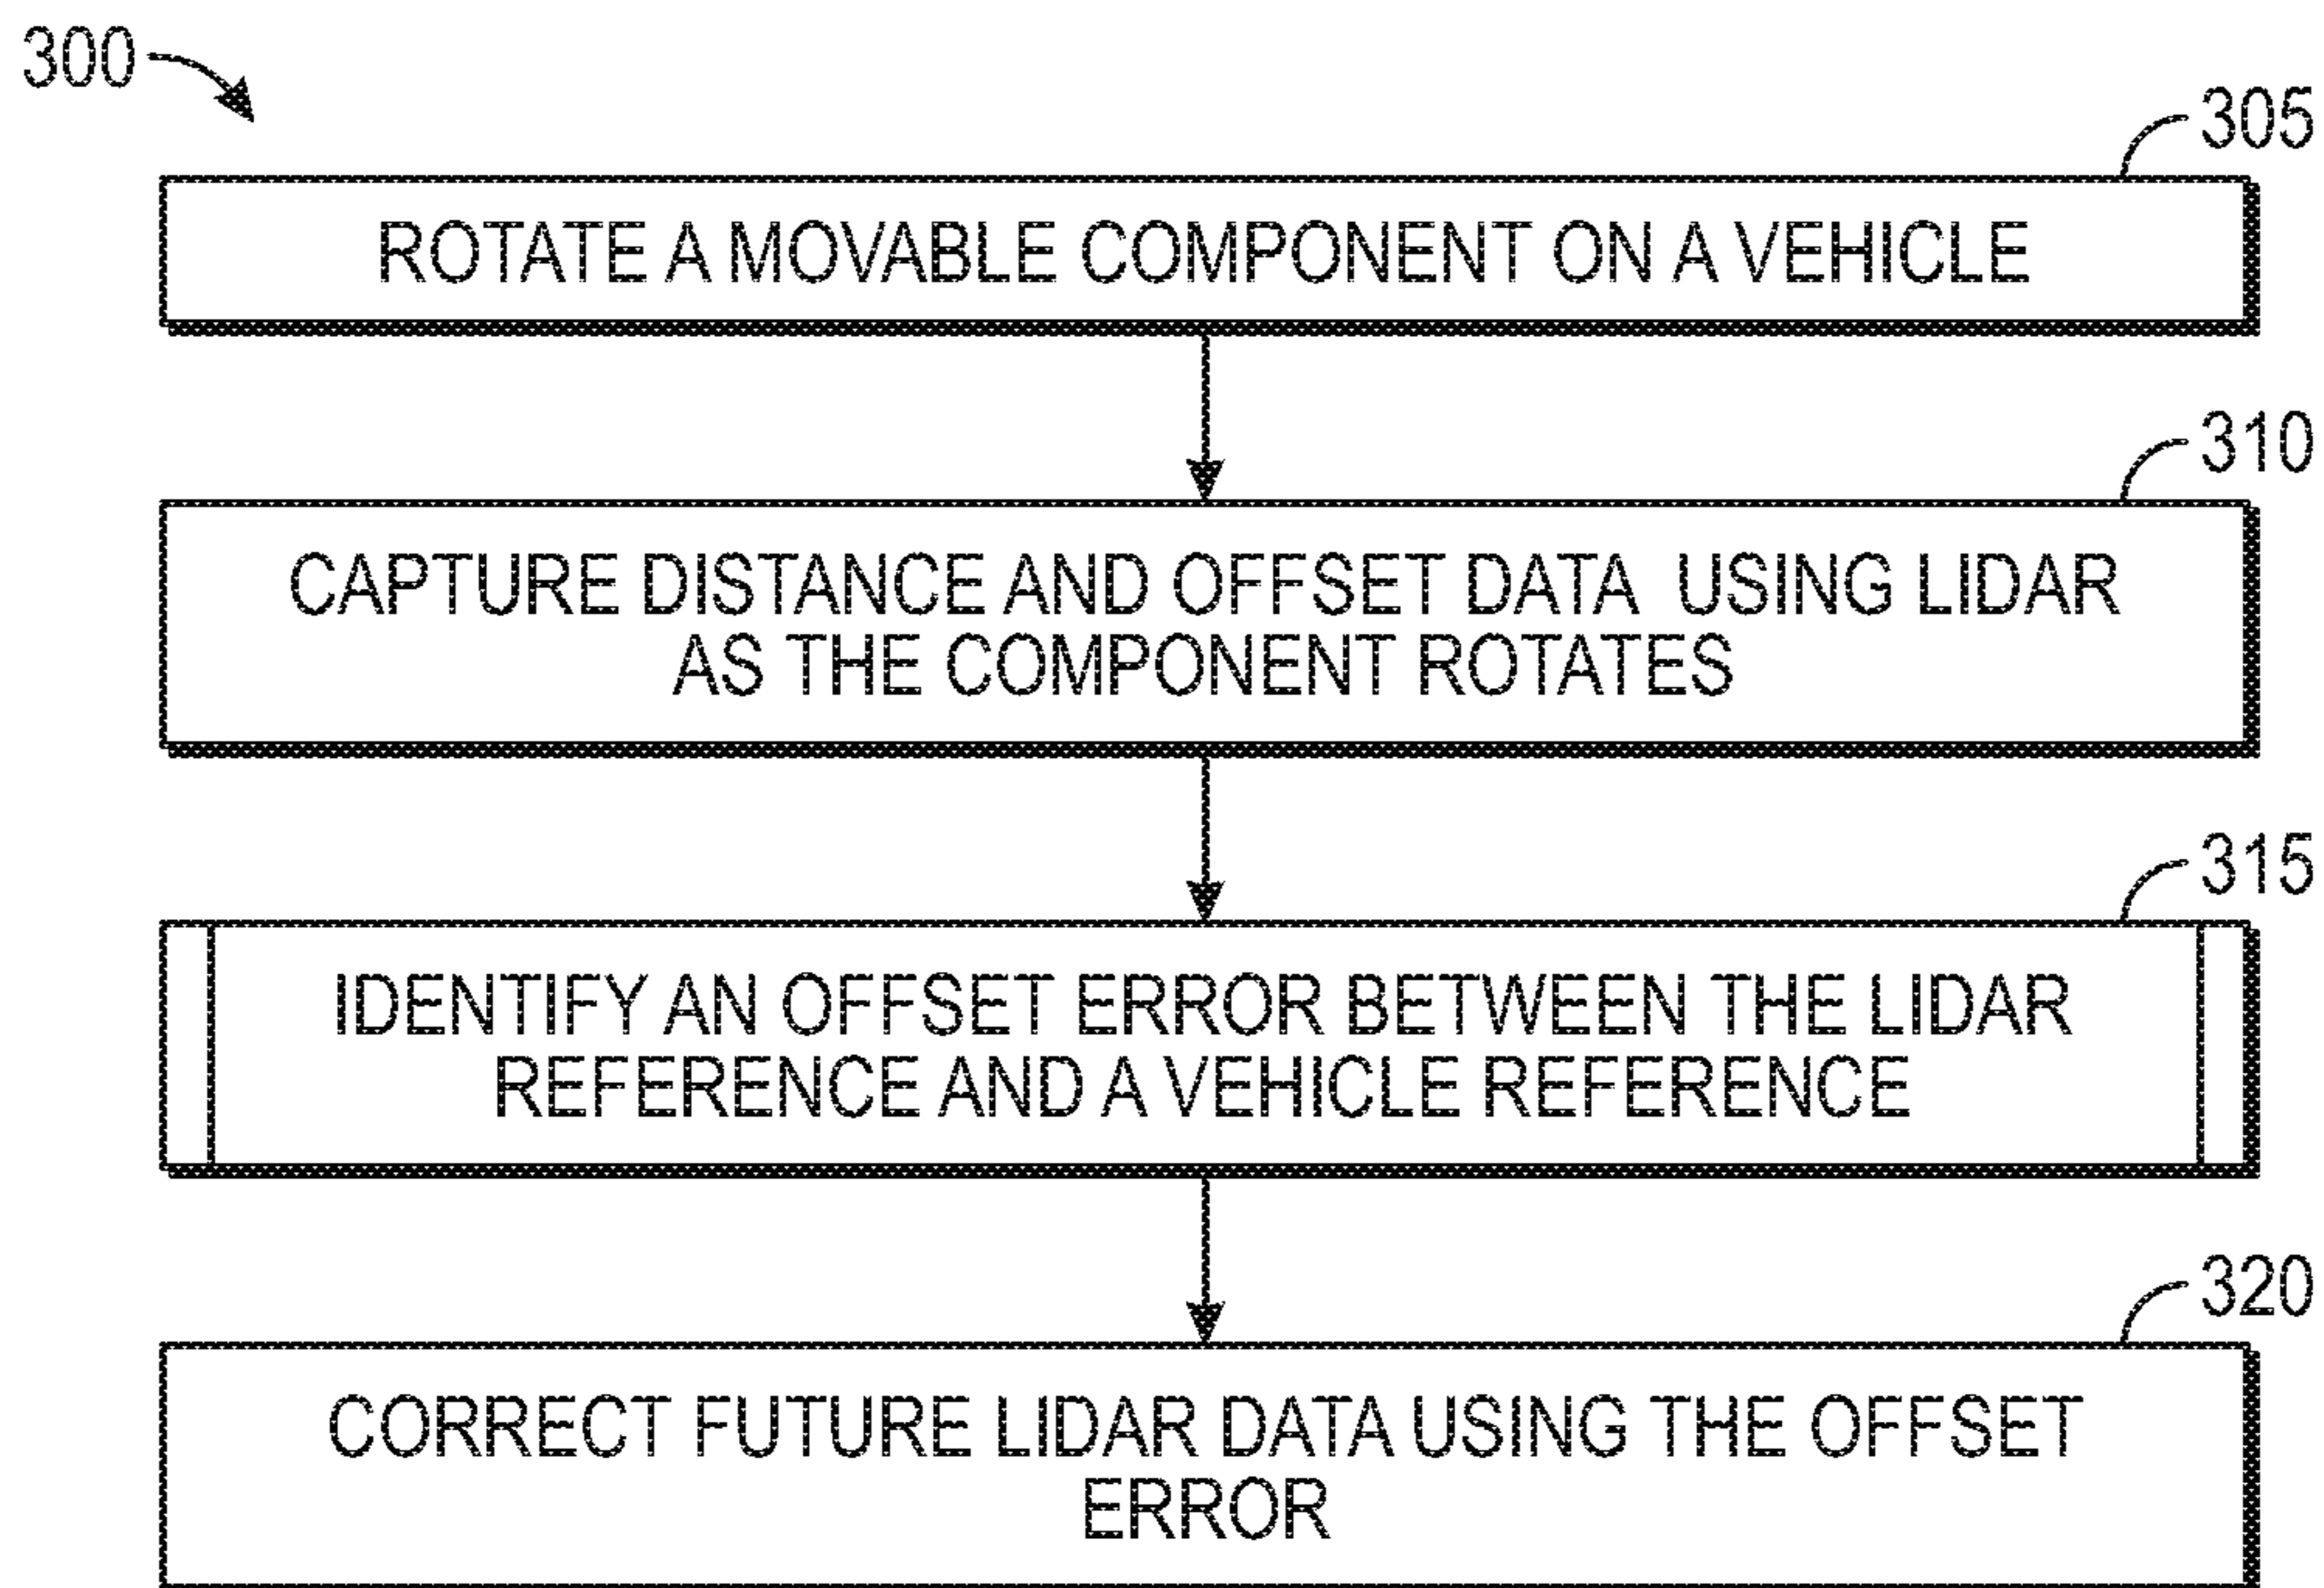 300
305
ROTATE A MOVABLE COMPONENT ON A VEHICLE
310
CAPTURE DISTANCE AND OFFSET DATA USING LIDAR
AS THE COMPONENT ROTATES
315
IDENTIFY AN OFFSET ERROR BETWEEN THE LIDAR
REFERENCE AND A VEHICLE REFERENCE
320
CORRECT FUTURE LIDAR DATA USING THE OFFSET
ERROR